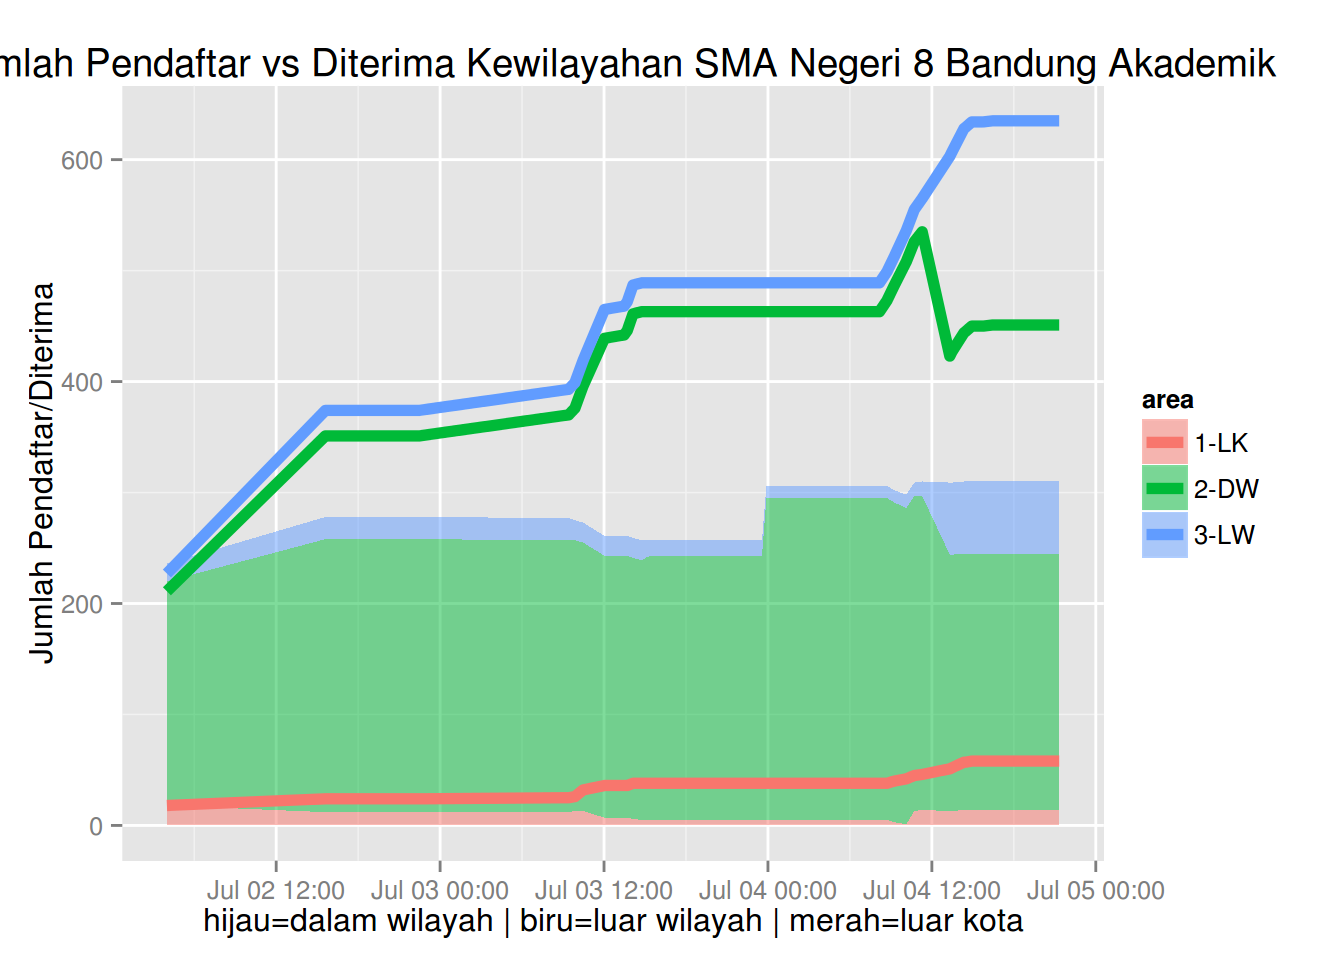 mlah Pendaftar vs Diterima Kewilayahan SMA Negeri 8 Bandung Akademik
Jumlah Pendaftar/Diterima
600
400
200
0
Jul 02 12:00 Jul 03 00:00 Jul 03 12:00 Jul 04 00:00 Jul 04 12:00 Jul 05 00:00
hijau=dalam wilayah | biru=luar wilayah | merah=luar kota
area
1-LK
2-DW
3-LW